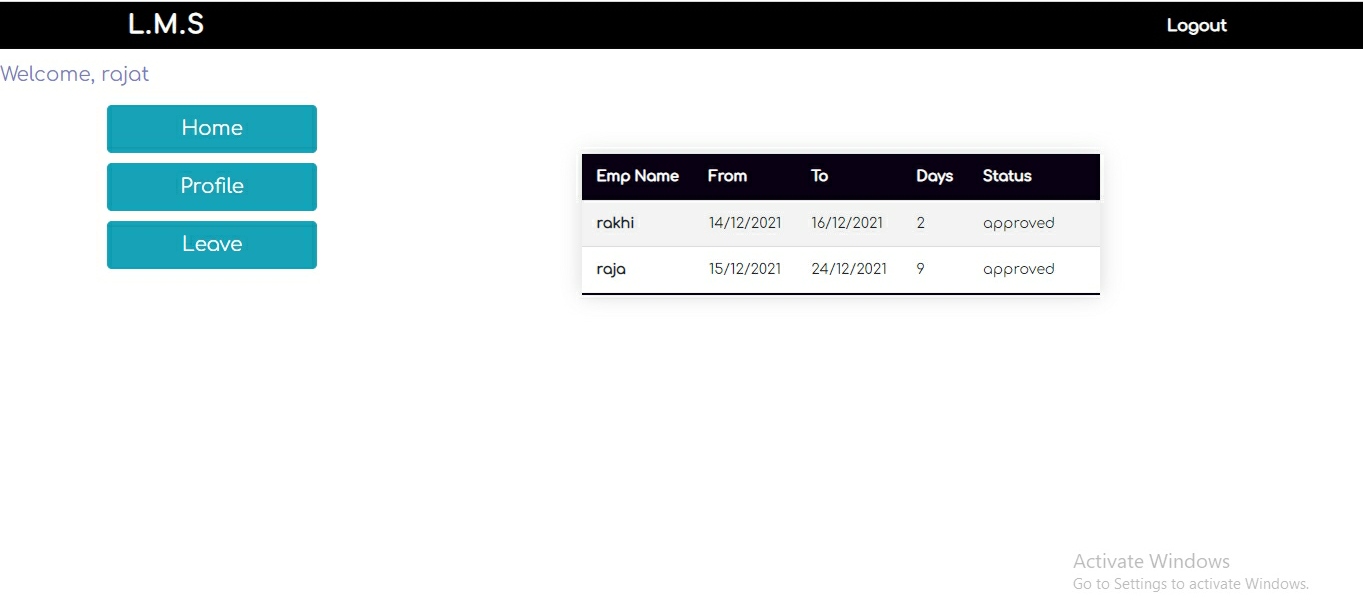 L.M.S Logout
Welcome, rajat
Home
Profile
Leave
Emp Name From To Days Status
rakhi 14/12/2021 16/12/2021 2 approved
raja 15/12/2021 24/12/2021 9 approved
Activate Windows
Go to Settings to activate Windows.